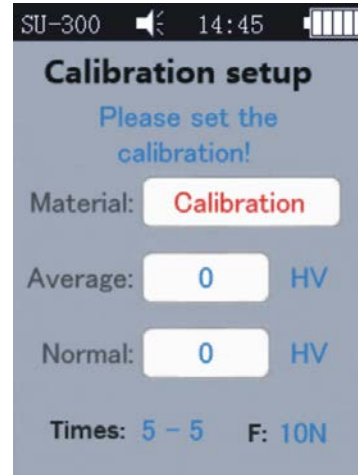 SU-300 14:45
Calibration setup
Please set the
calibration!
Material: Calibration
Average: 0 HV
Normal: 0 HV
Times: 5 - 5 F: 10N